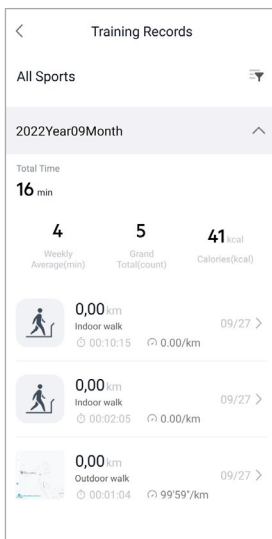 Training Records
All Sports
2022Year09Month
Total Time
16 min
4
Weekly
Average(min)
5
Grand
Total(count)
41 kcal
Calories(kcal)
0,00 km
Indoor walk
00:10:15 0.00/km
09/27
0,00 km
Indoor walk
00:02:05 0.00/km
09/27
0,00 km
Outdoor walk
00:01:04 99'59"/km
09/27